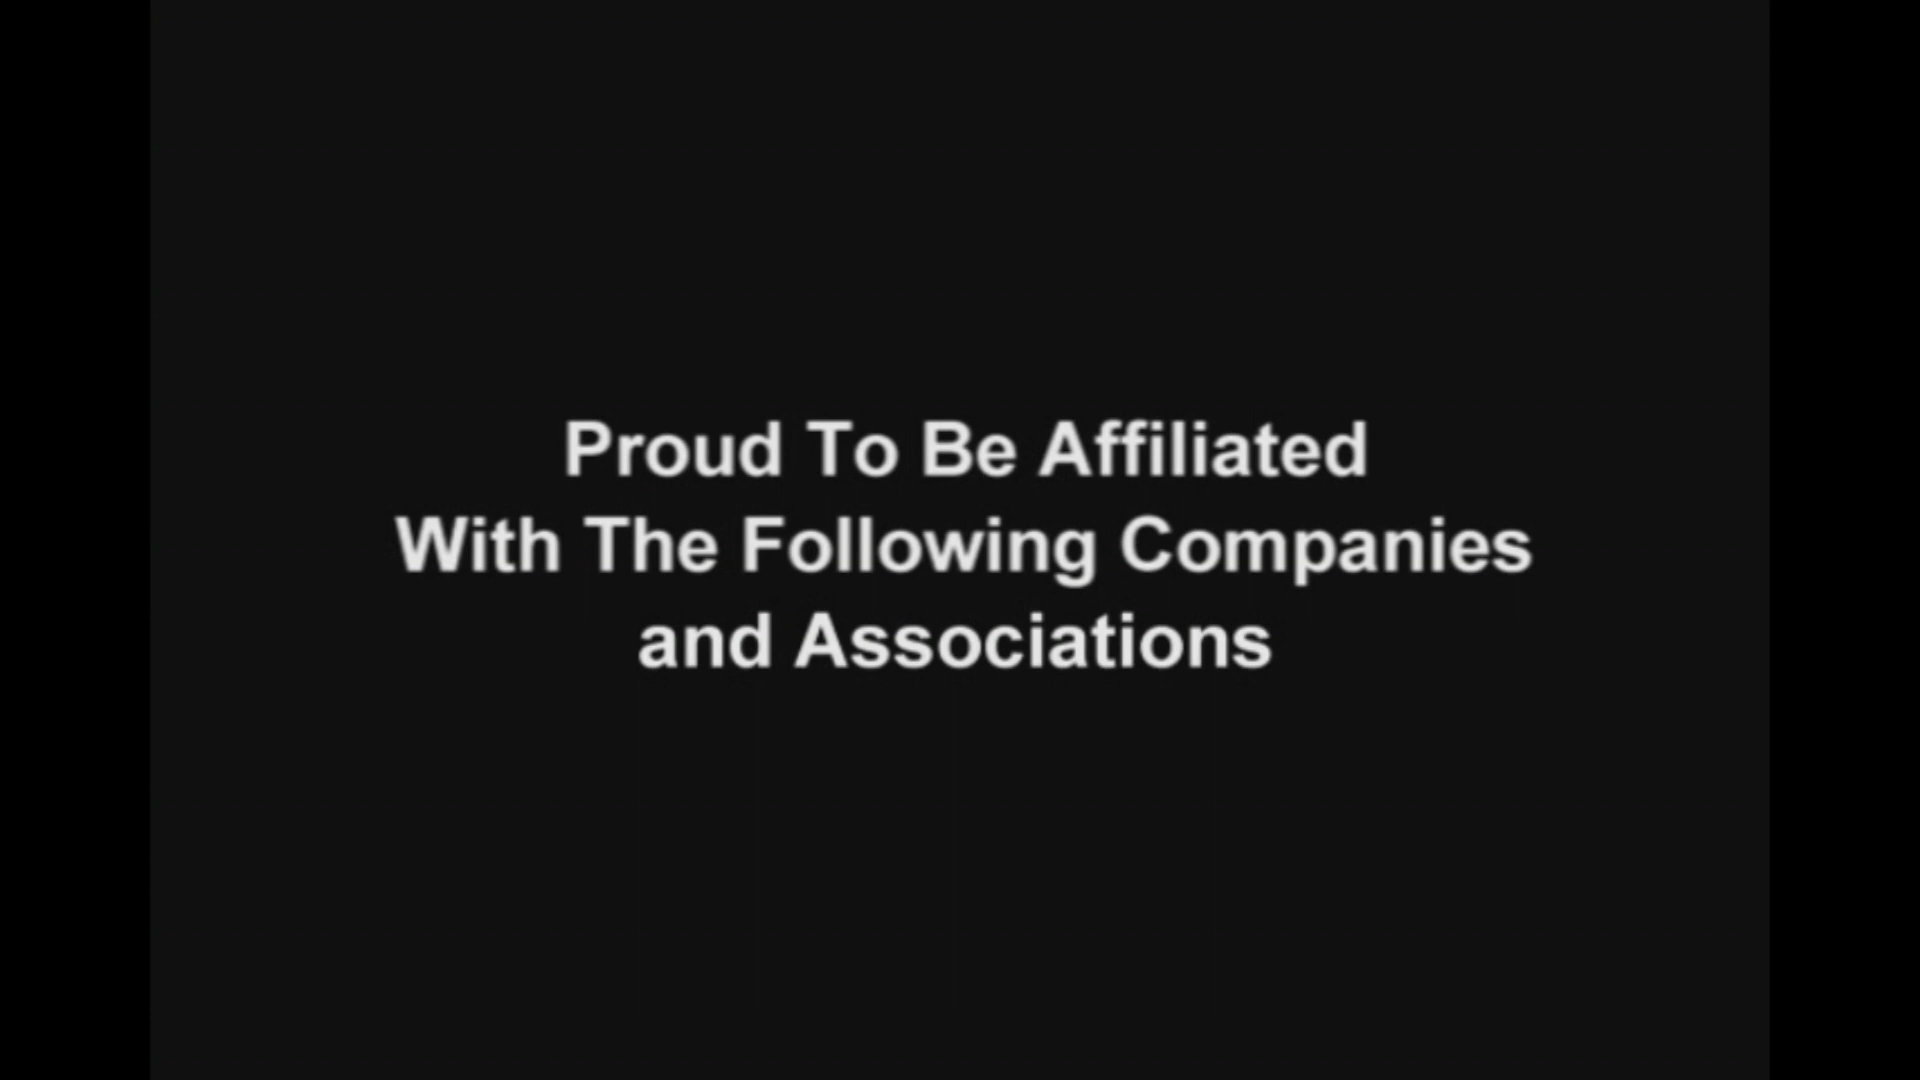 Proud To Be Affiliated
With The Following Companies
and Associations